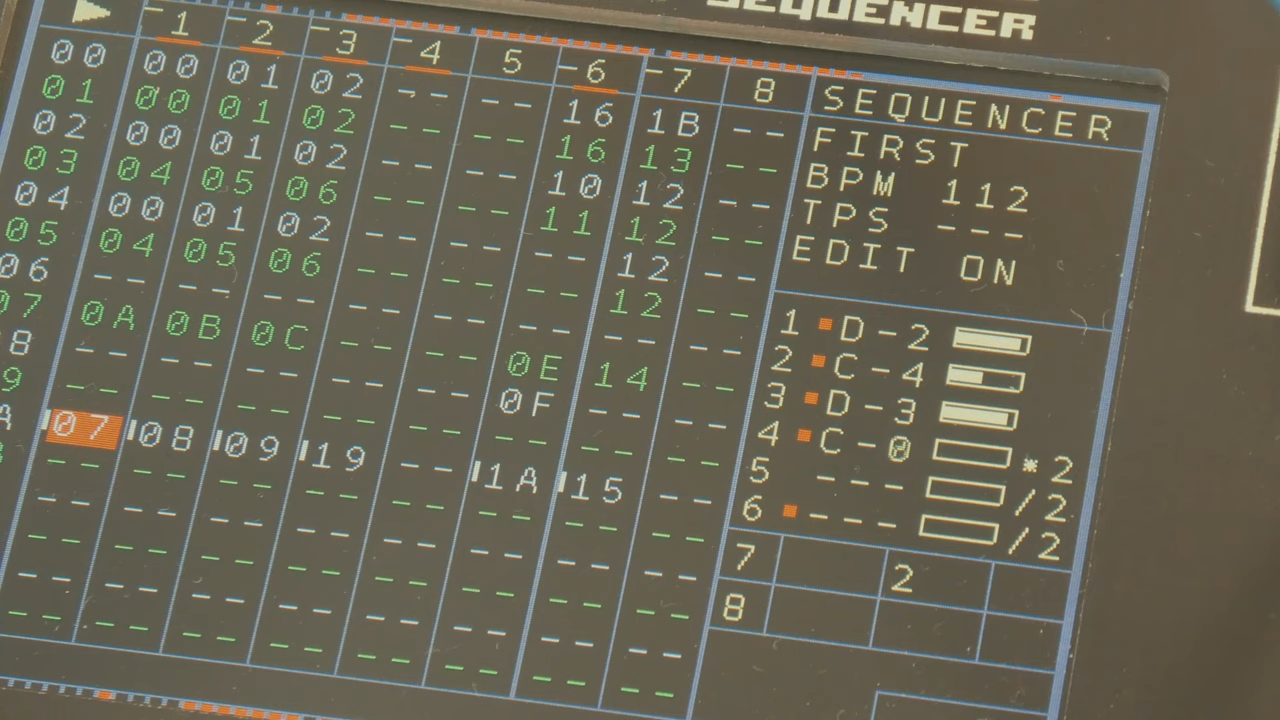 SEQUENCER
-1 -2 -3 -4 5 -6 -7 8
00 00 01 02 -- -- 16 1B --
01 00 01 02 -- -- 16 13 --
02 00 01 02 -- -- 10 12 --
03 04 05 06 -- -- 11 12 --
04 00 01 02 -- -- -- 12 --
05 04 05 06 -- -- -- 12 --
06 -- -- -- -- -- -- -- --
07 0A 0B 0C -- -- 0E 14 --
8 -- -- -- -- -- 0F -- --
9 -- -- -- -- -- -- -- --
A 07 08 09 19 -- 1A 15 --
-- -- -- -- -- -- -- --
-- -- -- -- -- -- -- --
-- -- -- -- -- -- -- --
-- -- -- -- -- -- -- --
-- -- -- -- -- -- -- --
SEQUENCER
FIRST
BPM 112
TPS ---
EDIT ON
1 D-2
2 C-4
3 D-3
4 C-0 *2
5 --- /2
6 --- /2
7 2
8